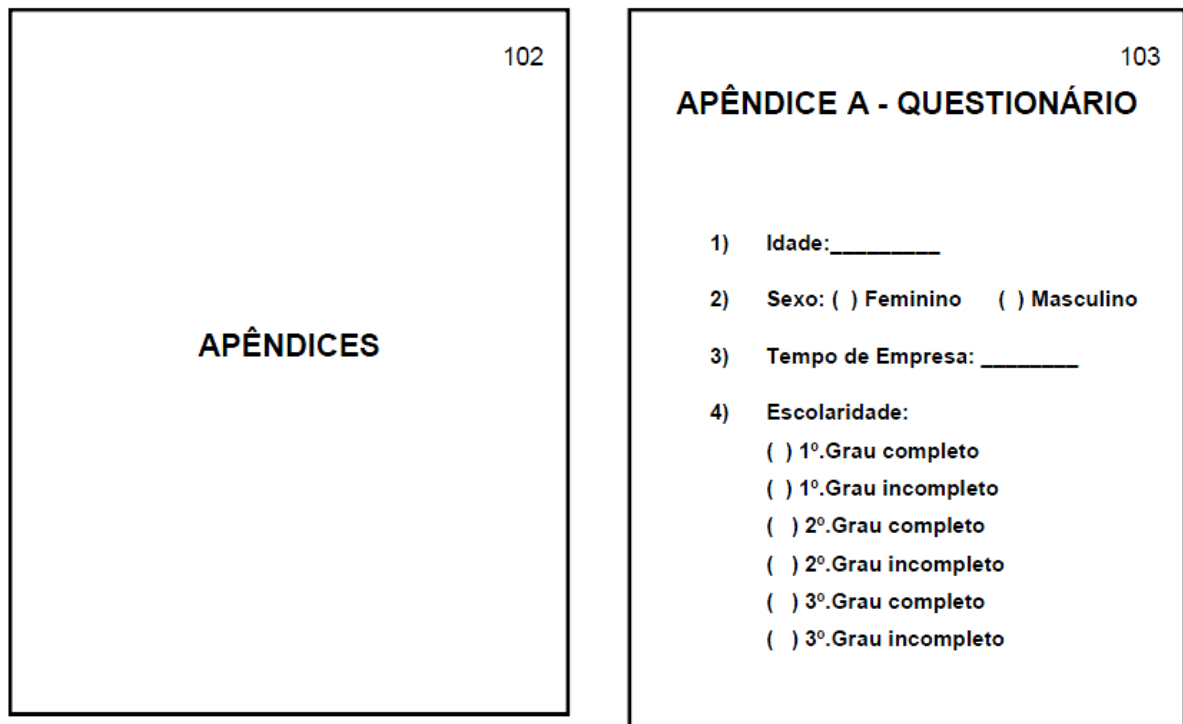 102
APÊNDICES
103
APÊNDICE A - QUESTIONÁRIO
1) Idade:_________
2) Sexo: ( ) Feminino ( ) Masculino
3) Tempo de Empresa: ________
4) Escolaridade:
( ) 1º.Grau completo
( ) 1º.Grau incompleto
( ) 2º.Grau completo
( ) 2º.Grau incompleto
( ) 3º.Grau completo
( ) 3º.Grau incompleto